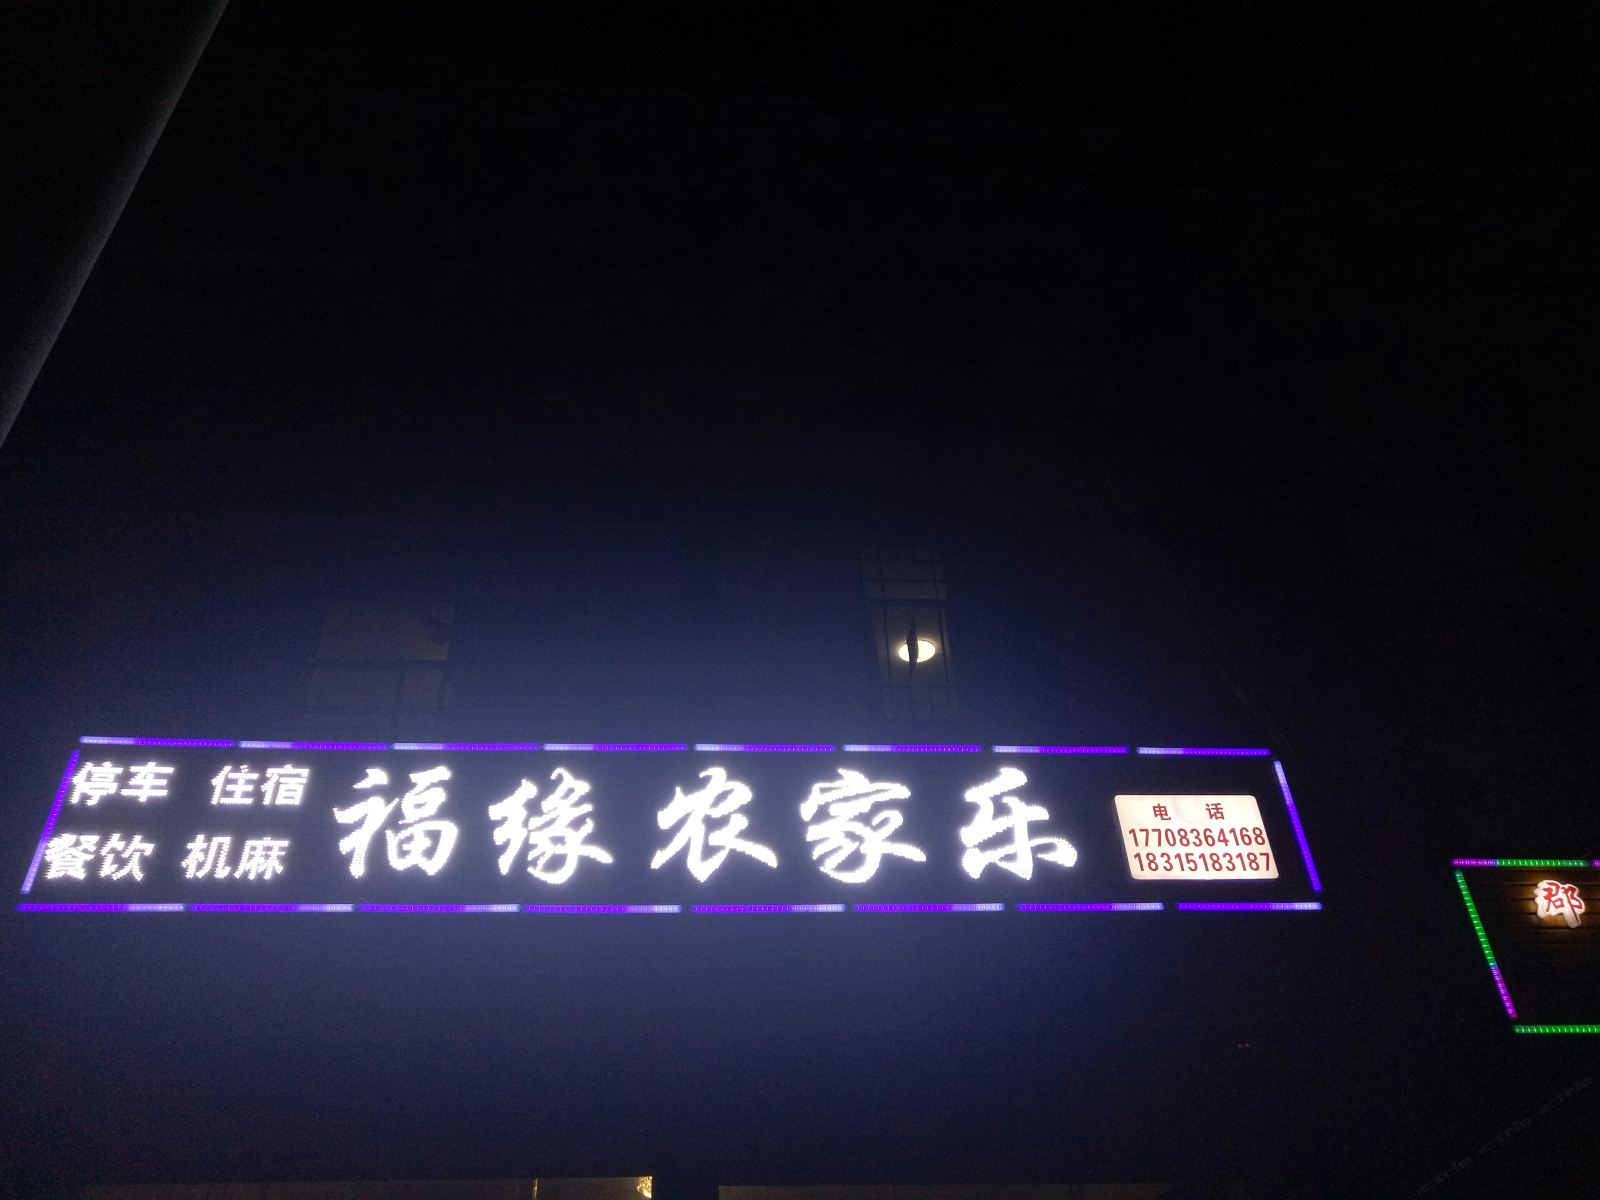 停车 住宿
餐饮 机麻
福缘农家乐
电 话
17708364168
18315183187
郡